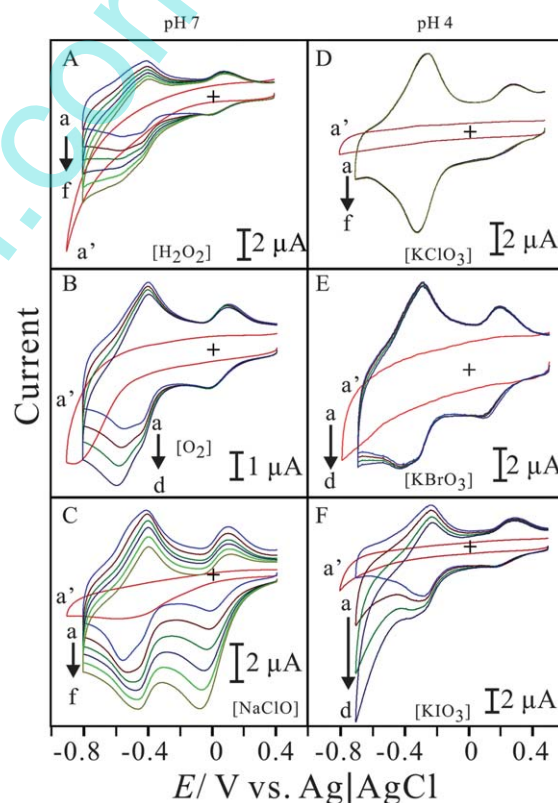 pH 7
pH 4
A
a
f
a'
[H₂O₂]
2 μA
D
a'
a
f
[KClO₃]
2 μA
B
a'
a
d
[O₂]
1 μA
E
a'
a
d
[KBrO₃]
2 μA
C
a'
a
f
[NaClO]
2 μA
F
a'
a
d
[KIO₃]
2 μA
Current
-0.8 -0.4 0 0.4 -0.8 -0.4 0 0.4
E/ V vs. Ag|AgCl